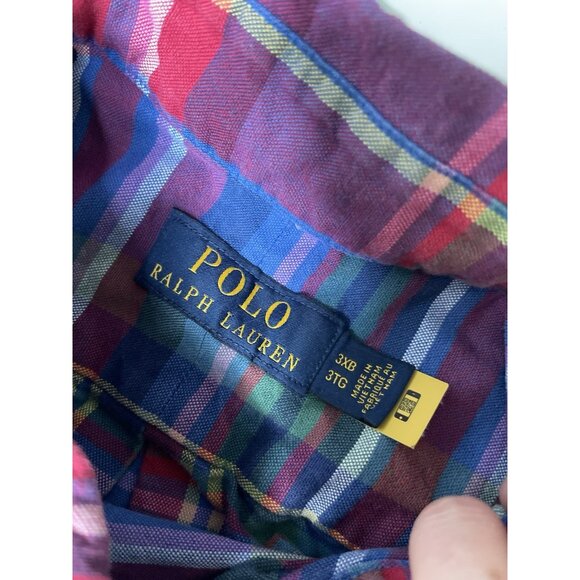 POLO
RALPH LAUREN
3XB
3TG
MADE IN
VIETNAM
FABRIQUÉ AU
VIET NAM